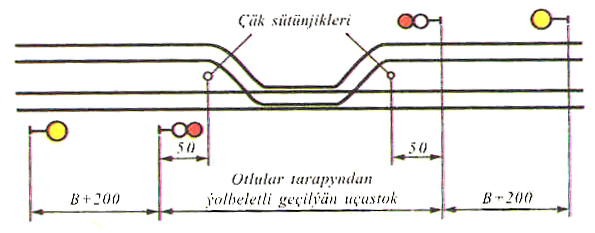 Çäk sütünjikleri
50
50
Otlular tarapyndan
B+200
ýolbeletli geçilýän uçastok
B+200